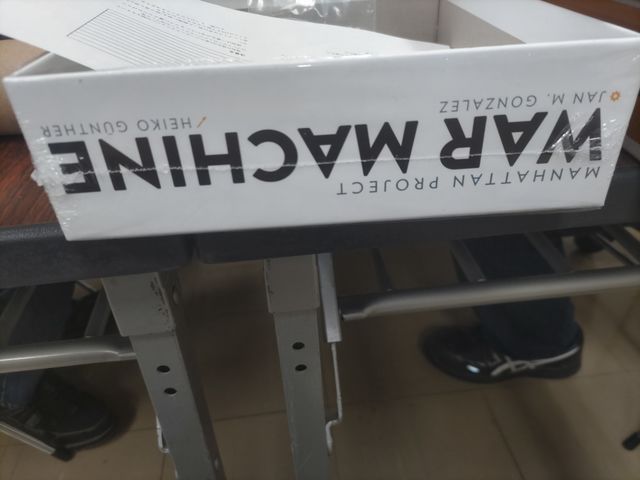 MANHATTAN PROJECT
WAR MACHINE
JAN M. GONZALEZ
HEIKO GÜNTHER